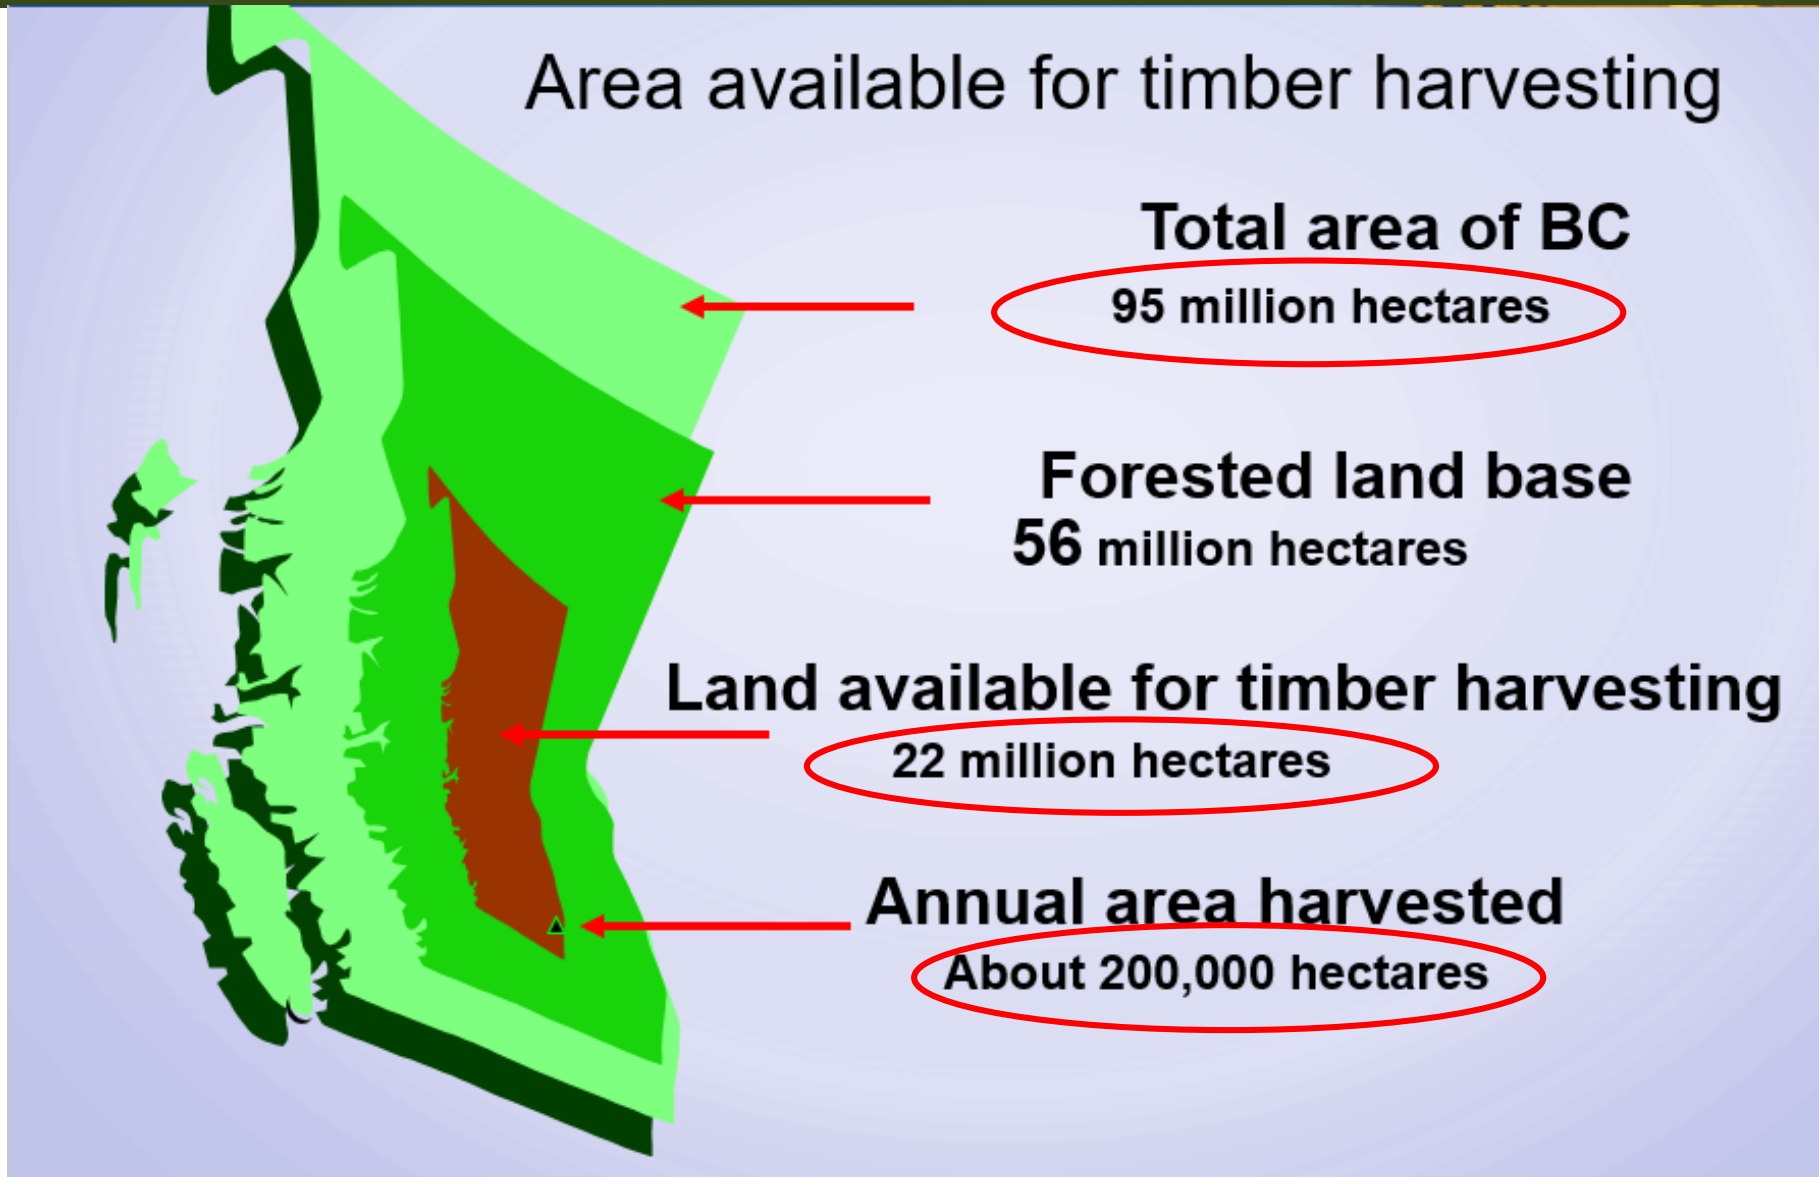 Area available for timber harvesting
Total area of BC
95 million hectares
Forested land base
56 million hectares
Land available for timber harvesting
22 million hectares
Annual area harvested
About 200,000 hectares